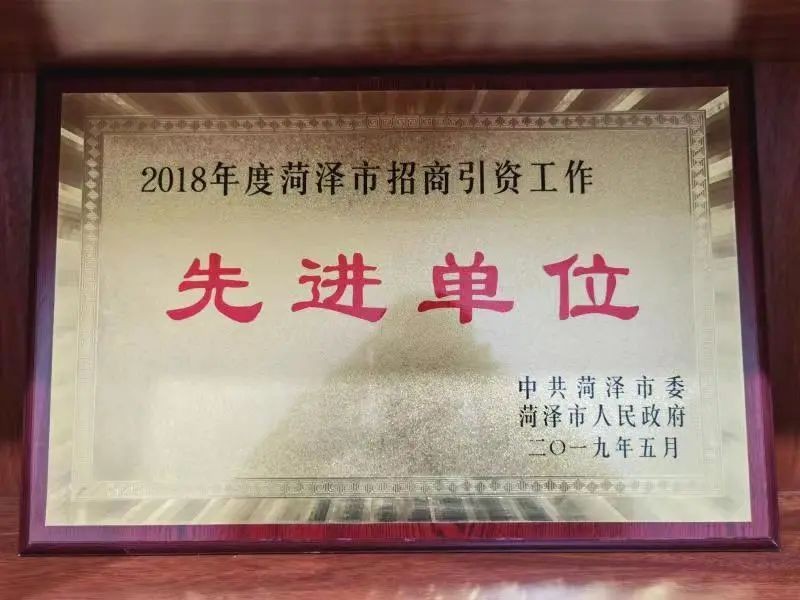 2018年度菏泽市招商引资工作
先进单位
中共菏泽市委
菏泽市人民政府
二〇一九年五月